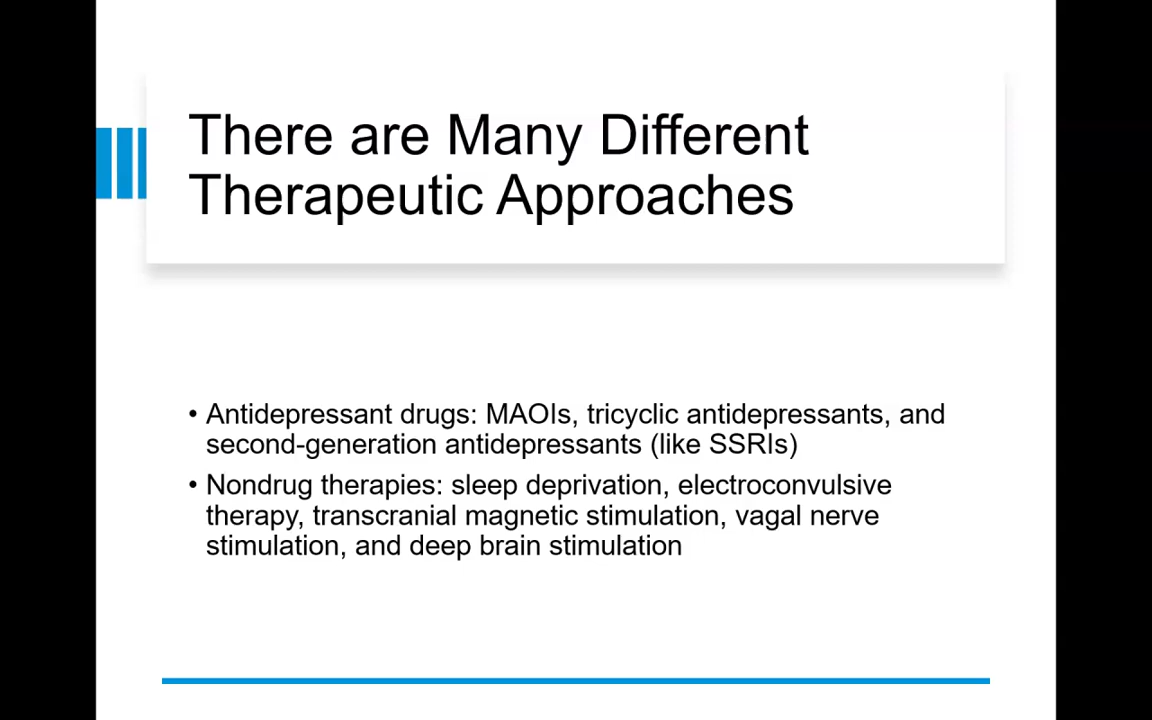 There are Many Different
Therapeutic Approaches
• Antidepressant drugs: MAOIs, tricyclic antidepressants, and
second-generation antidepressants (like SSRIs)
• Nondrug therapies: sleep deprivation, electroconvulsive
therapy, transcranial magnetic stimulation, vagal nerve
stimulation, and deep brain stimulation